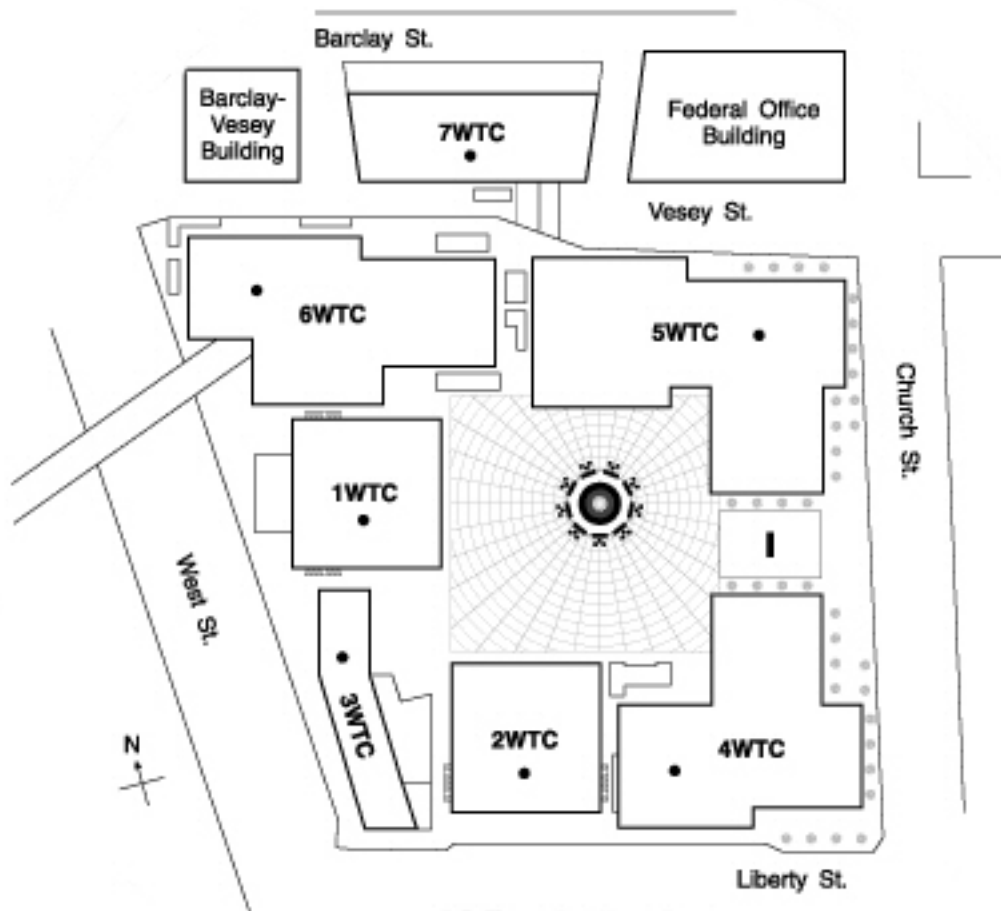 Barclay St.
Barclay-
Vesey
Building
7WTC
Federal Office
Building
Vesey St.
6WTC
5WTC
Church St.
1WTC
West St.
3WTC
2WTC
4WTC
N
Liberty St.